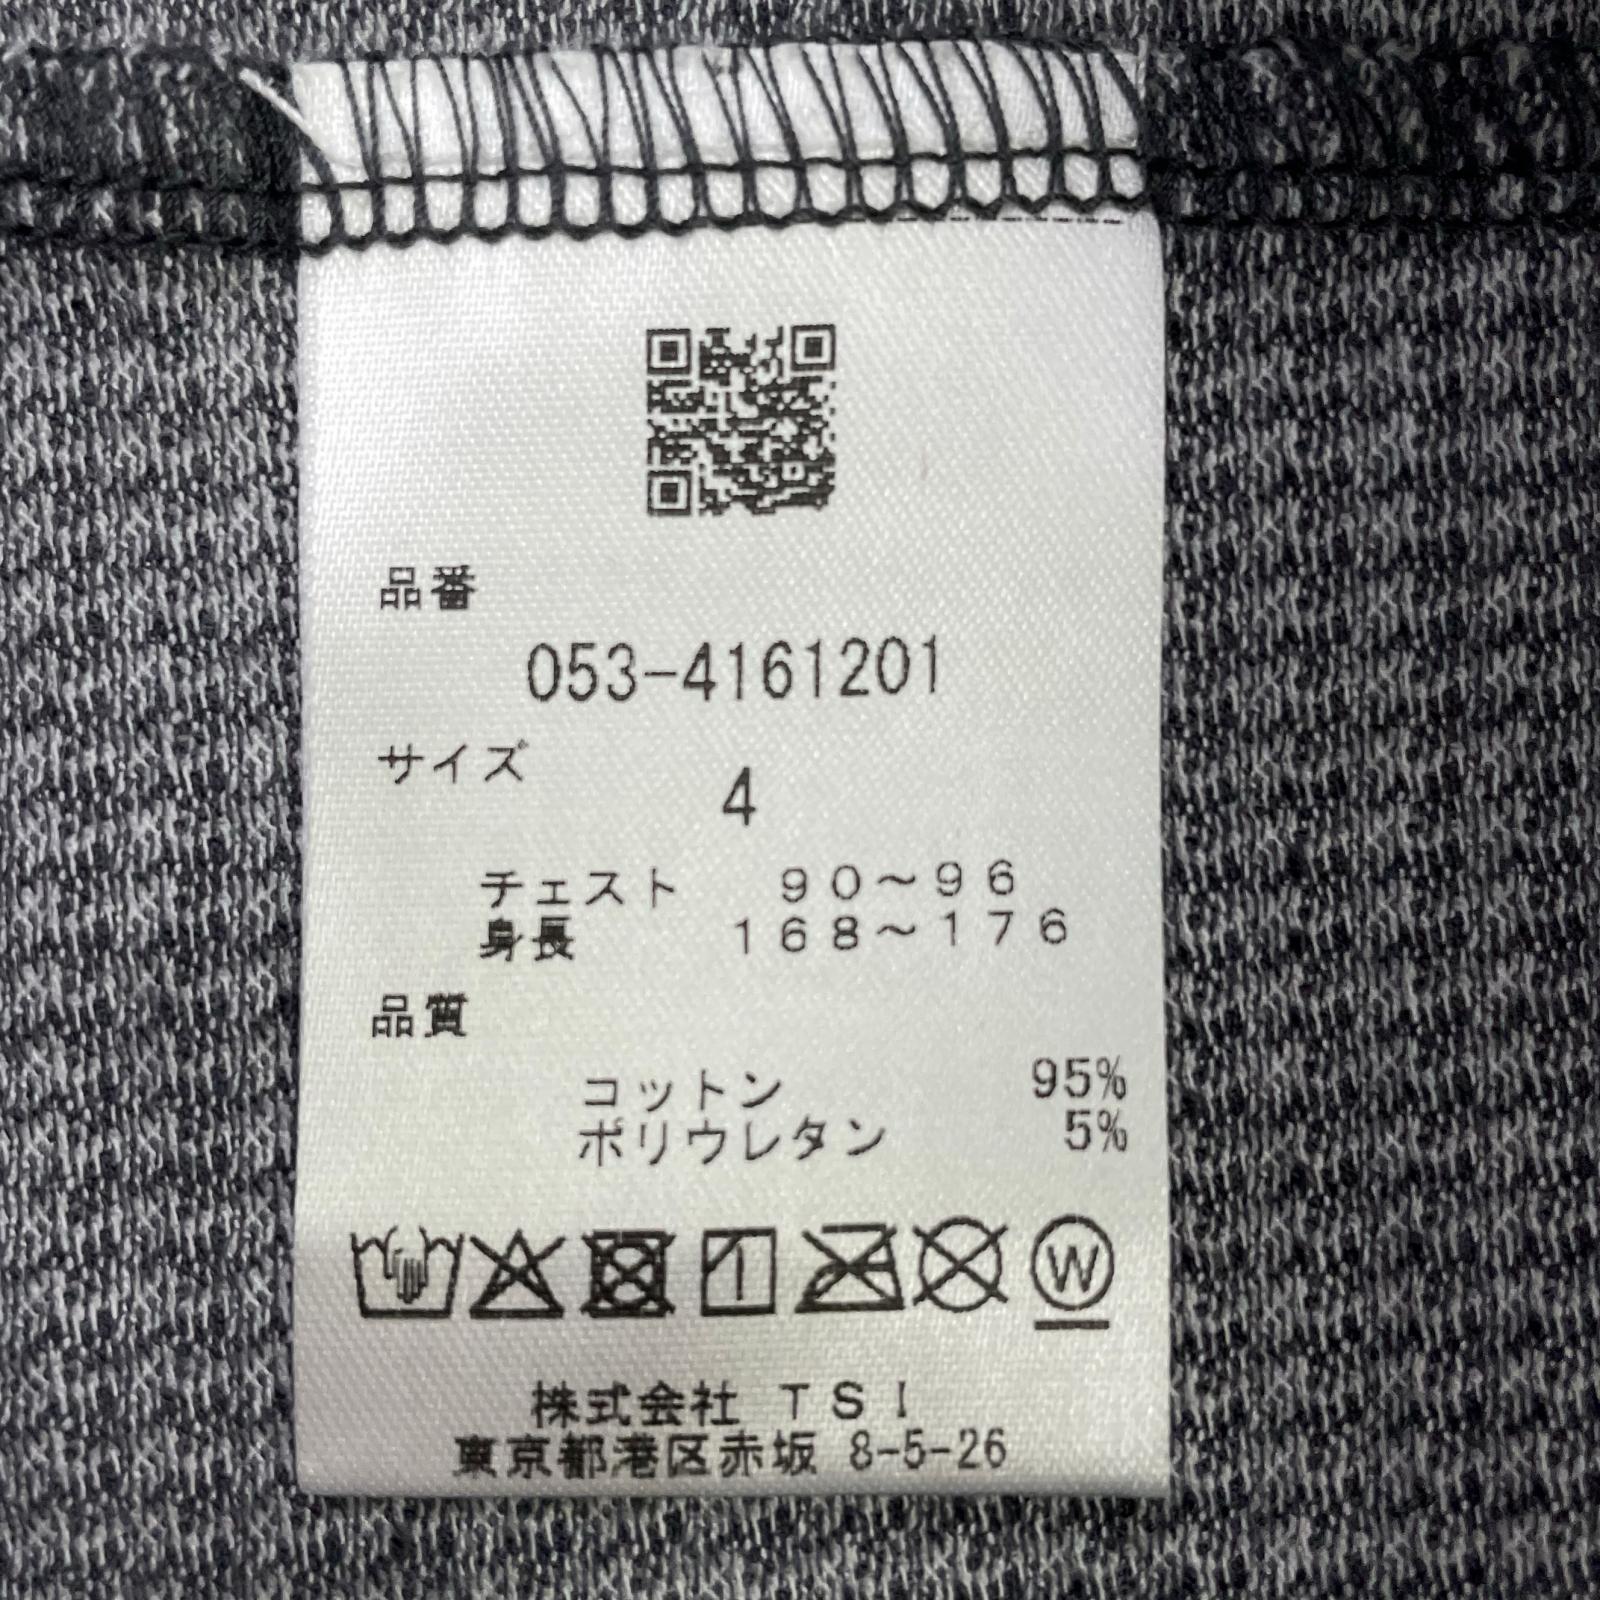 品番
053-4161201
サイズ
4
チェスト 90～96
身長 168～176
品質
コットン 95%
ポリウレタン 5%
W
株式会社 TSI
東京都港区赤坂 8-5-26